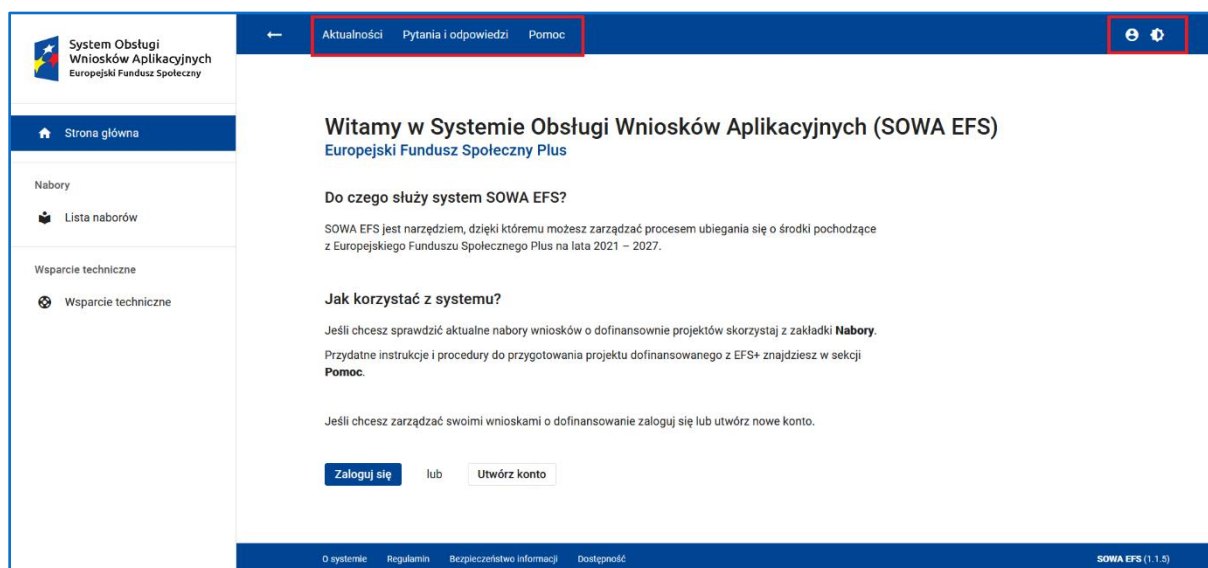 System Obsługi
Wniosków Aplikacyjnych
Europejski Fundusz Społeczny
Aktualności Pytania i odpowiedzi Pomoc
Strona główna
Nabory
Lista naborów
Wsparcie techniczne
Wsparcie techniczne
Witamy w Systemie Obsługi Wniosków Aplikacyjnych (SOWA EFS)
Europejski Fundusz Społeczny Plus
Do czego służy system SOWA EFS?
SOWA EFS jest narzędziem, dzięki któremu możesz zarządzać procesem ubiegania się o środki pochodzące
z Europejskiego Funduszu Społecznego Plus na lata 2021 – 2027.
Jak korzystać z systemu?
Jeśli chcesz sprawdzić aktualne nabory wniosków o dofinansownie projektów skorzystaj z zakładki Nabory.
Przydatne instrukcje i procedury do przygotowania projektu dofinansowanego z EFS+ znajdziesz w sekcji
Pomoc.
Jeśli chcesz zarządzać swoimi wnioskami o dofinansowanie zaloguj się lub utwórz nowe konto.
Zaloguj się lub Utwórz konto
O systemie Regulamin Bezpieczeństwo informacji Dostępność SOWA EFS (1.1.5)